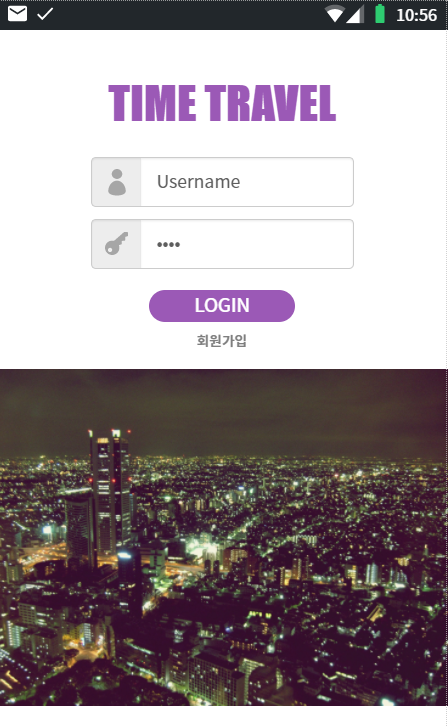 10:56
TIME TRAVEL
Username
••••
LOGIN
회원가입